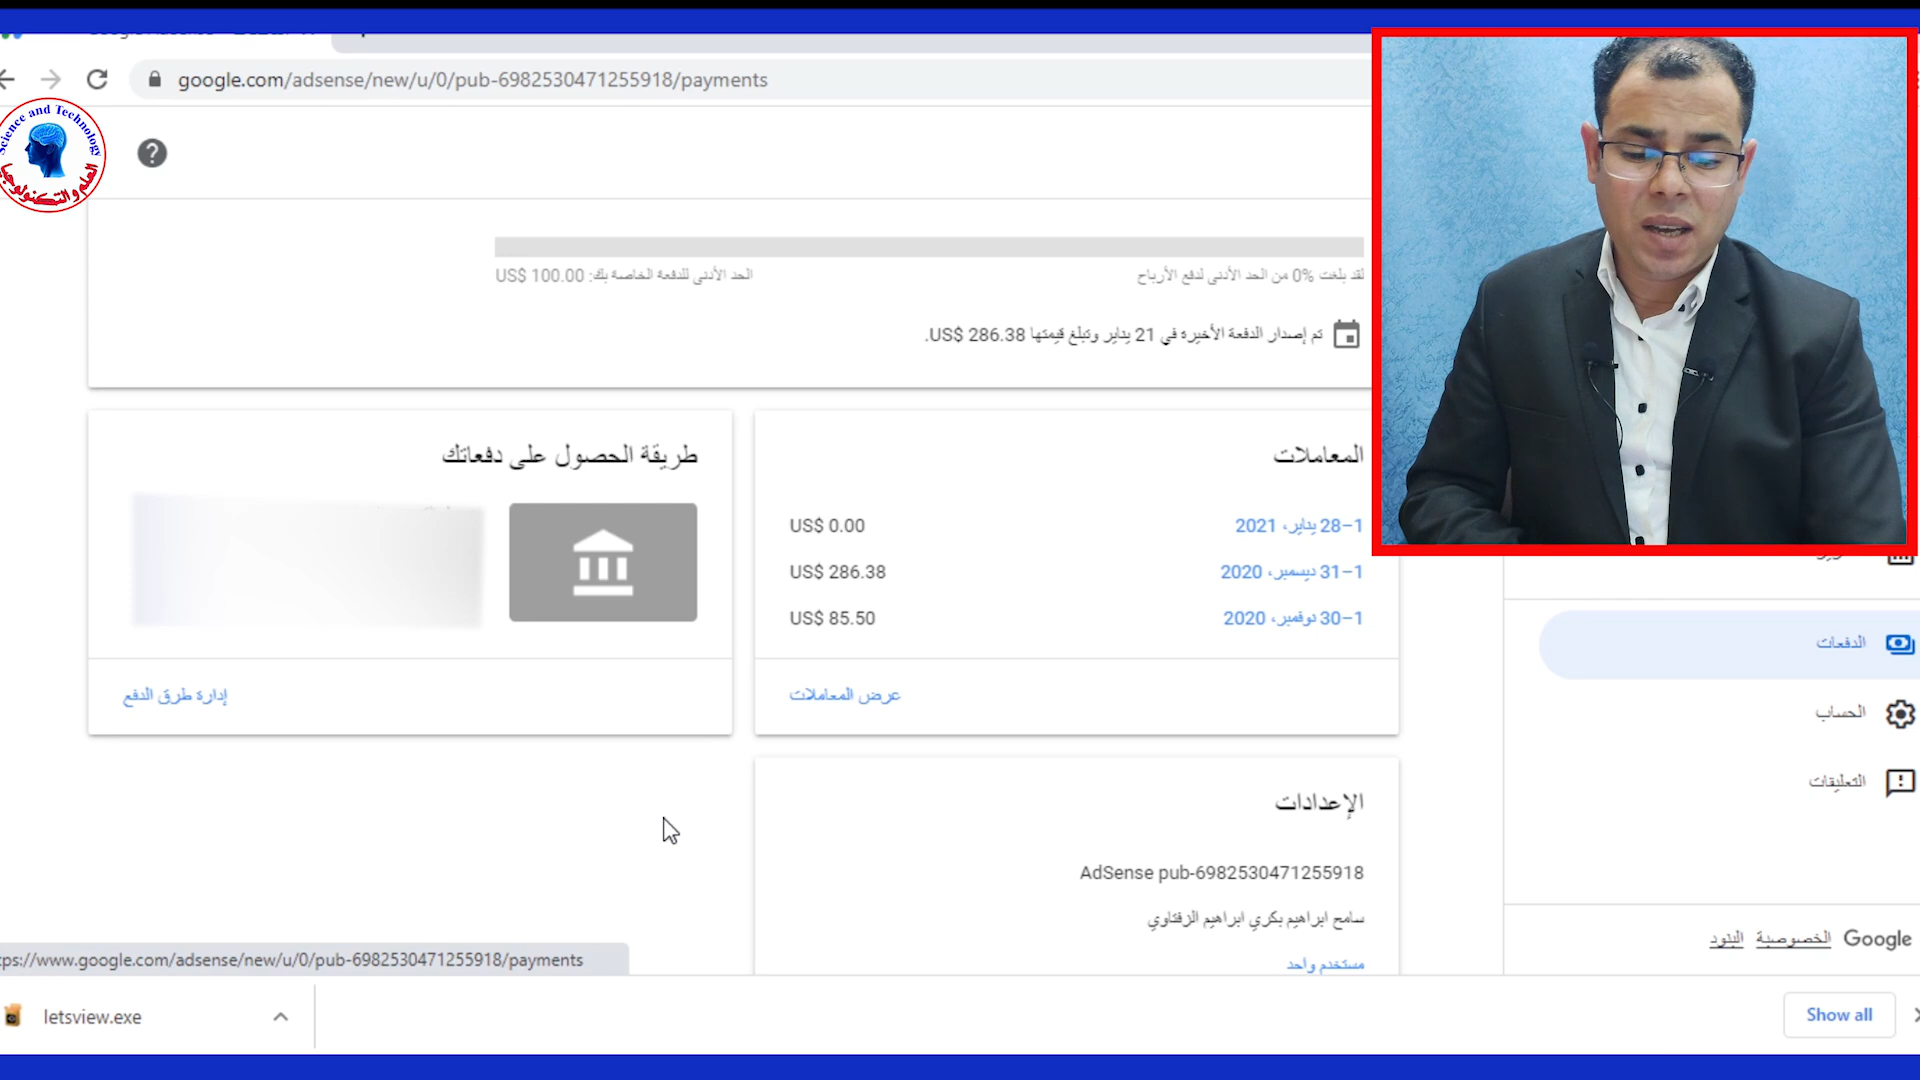 google.com/adsense/new/u/0/pub-6982530471255918/payments
Science and Technology
العلم والتكنولوجيا
لقد بلغت %0 من الحد الأدنى لدفع الأرباح
الحد الأدنى للدفعة الخاصة بك: US$ 100.00
تم إصدار الدفعة الأخيرة في 21 يناير وتبلغ قيمتها US$ 286.38.
المعاملات
1–28 يناير، 2021 US$ 0.00
1–31 ديسمبر، 2020 US$ 286.38
1–30 نوفمبر، 2020 US$ 85.50
عرض المعاملات
طريقة الحصول على دفعاتك
إدارة طرق الدفع
الدفعات
الحساب
التعليقات
الإعدادات
AdSense pub-6982530471255918
سامح ابراهيم بكري ابراهيم الزفتاوي
مستخدم واحد
Google الخصوصية البنود
tps://www.google.com/adsense/new/u/0/pub-6982530471255918/payments
letsview.exe
Show all